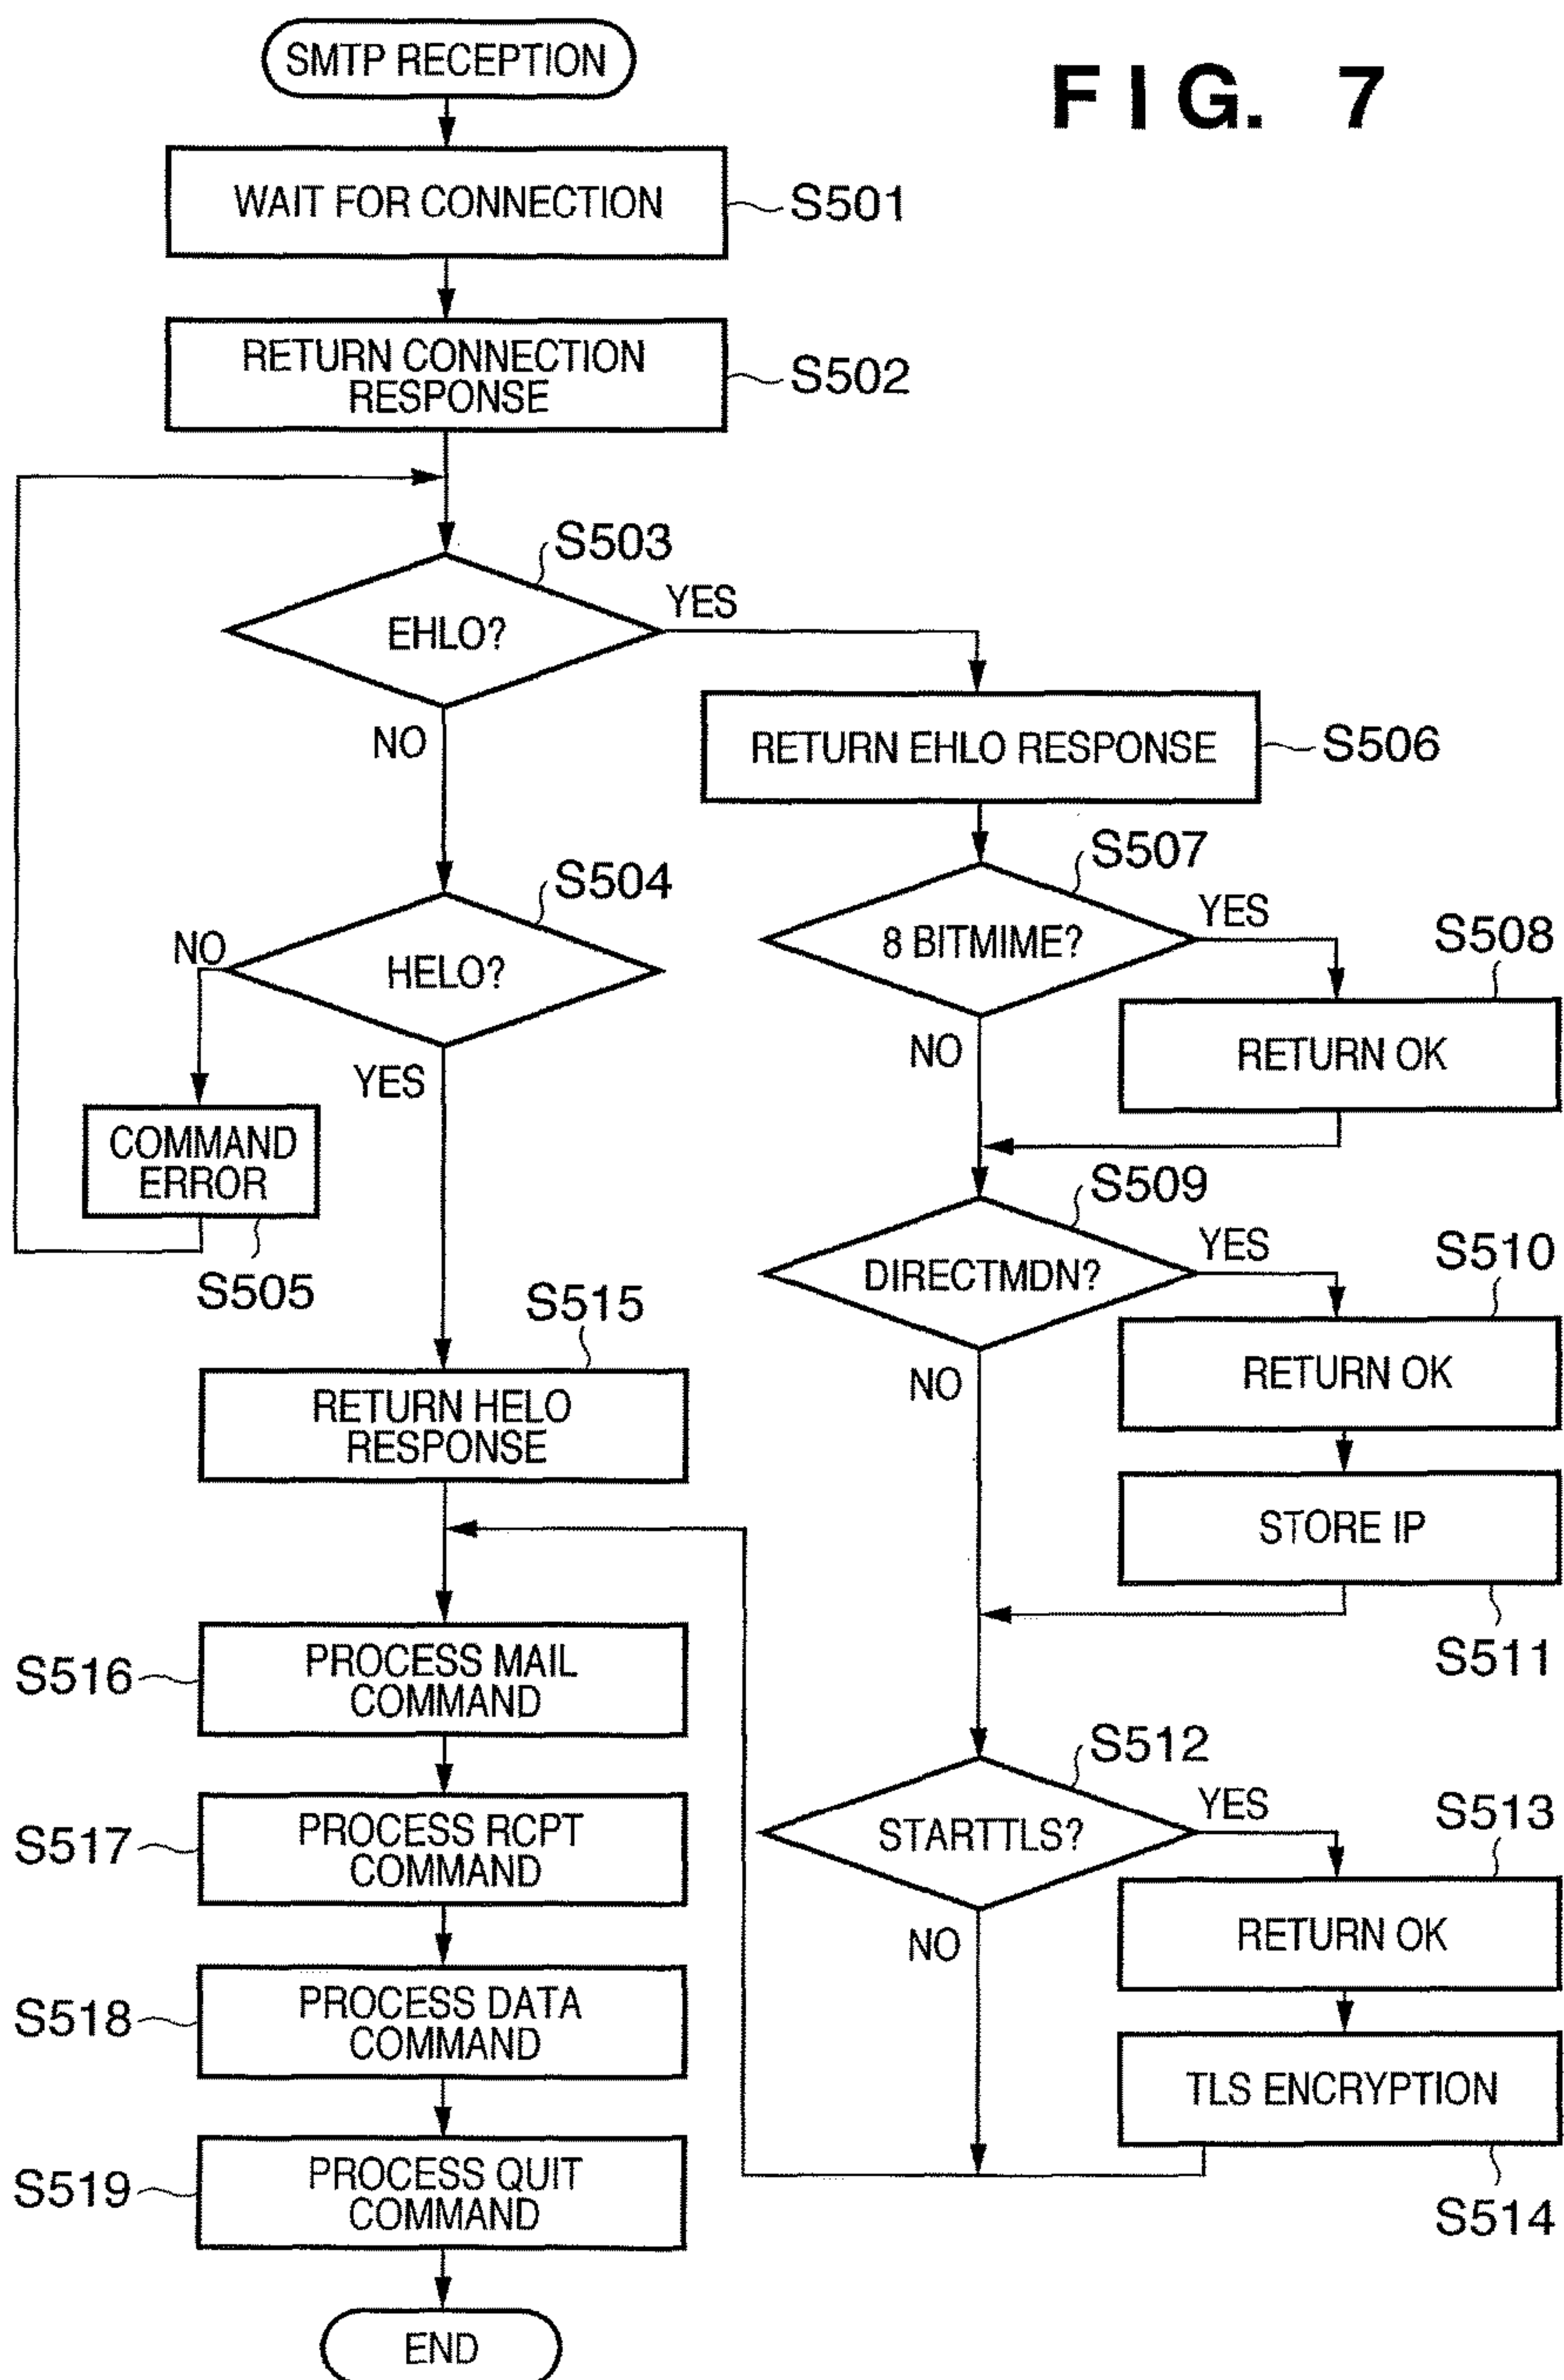 FIG. 7
SMTP RECEPTION
WAIT FOR CONNECTION
S501
RETURN CONNECTION
RESPONSE
S502
S503
EHLO?
YES
NO
RETURN EHLO RESPONSE
S506
S504
HELO?
NO
YES
COMMAND
ERROR
S505
S507
8 BITMIME?
YES
NO
S508
RETURN OK
S509
DIRECTMDN?
YES
NO
S510
RETURN OK
STORE IP
S511
S512
STARTTLS?
YES
NO
S513
RETURN OK
TLS ENCRYPTION
S514
S515
RETURN HELO
RESPONSE
S516
PROCESS MAIL
COMMAND
S517
PROCESS RCPT
COMMAND
S518
PROCESS DATA
COMMAND
S519
PROCESS QUIT
COMMAND
END